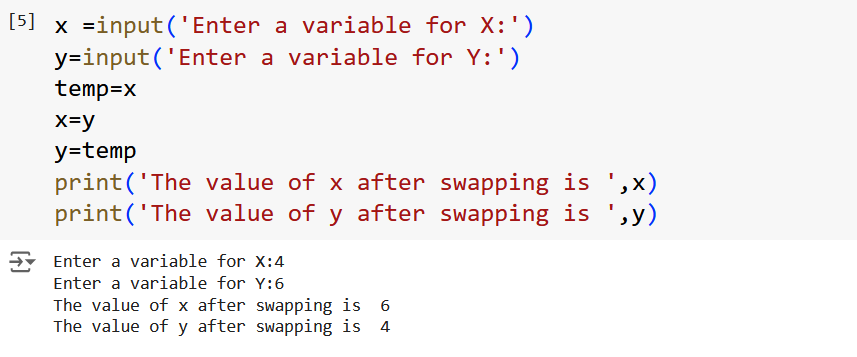 [5] x =input('Enter a variable for X:')
y=input('Enter a variable for Y:')
temp=x
x=y
y=temp
print('The value of x after swapping is ',x)
print('The value of y after swapping is ',y)
Enter a variable for X:4
Enter a variable for Y:6
The value of x after swapping is  6
The value of y after swapping is  4